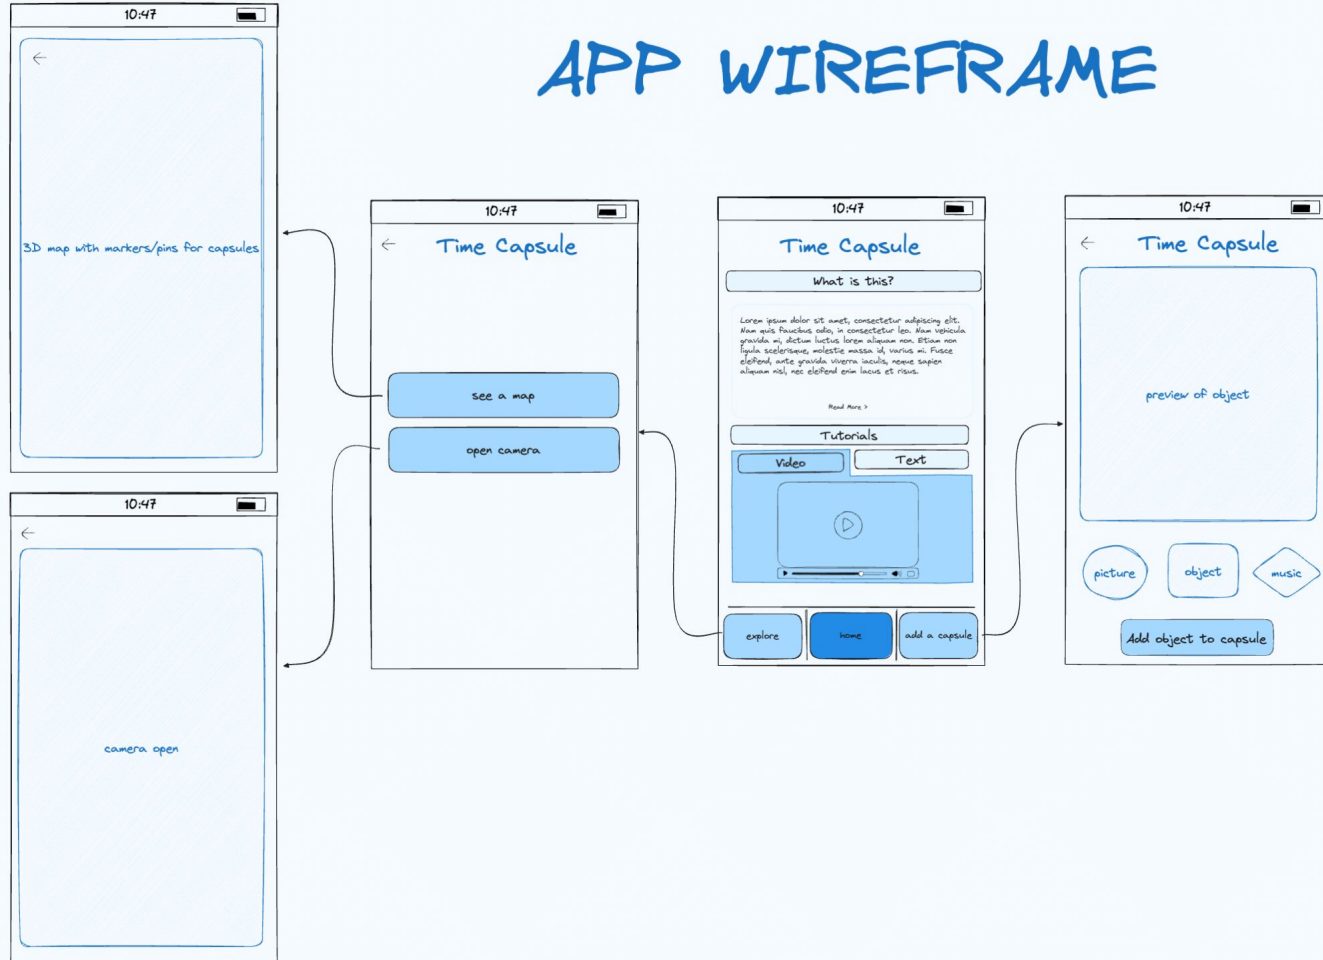 APP WIREFRAME
10:47
3D map with markers/pins for capsules
10:47
camera open
10:47
Time Capsule
see a map
open camera
10:47
Time Capsule
What is this?
Lorem ipsum dolor sit amet, consectetur adipiscing elit.
Nam quis faucibus odio, in consectetur leo. Nam vehicula
gravida mi, dictum luctus lorem aliquam non. Etiam non
ligula scelerisque, molestie massa id, varius mi. Fusce
eleifend, ante gravida viverra iaculis, neque sapien
aliquam nisl, nec eleifend enim lacus et risus.
Read More >
Tutorials
Video
Text
explore
home
add a capsule
10:47
Time Capsule
preview of object
picture
object
music
Add object to capsule